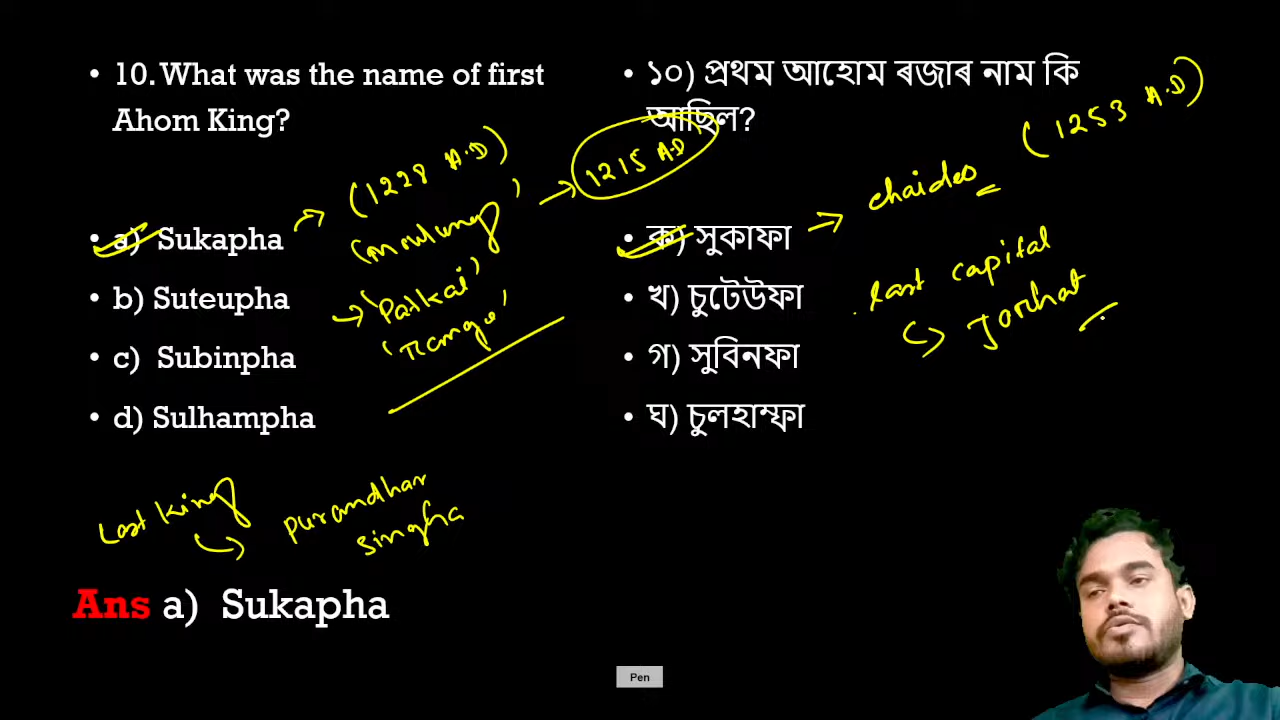 • 10. What was the name of first
Ahom King?
• a) Sukapha
• b) Suteupha
• c) Subinpha
• d) Sulhampha
(1228 A.D)
'Patkai'
→ 1215 A.D
• ১০) প্ৰথম আহোম ৰজাৰ নাম কি
আছিল?
• ক) সুকাফা
• খ) চুটেউফা
• গ) সুবিনফা
• ঘ) চুলহাম্ফা
→ chaideo (1253 A.D)
last capital
↪ Jorhat
Last king
↪ purandhar
singha
Ans a) Sukapha
Pen